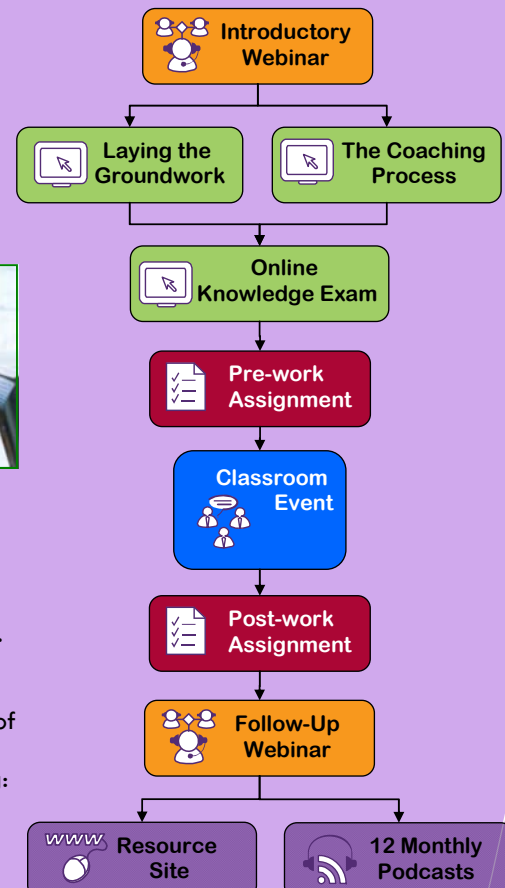 Introductory
Webinar
Laying the
Groundwork
The Coaching
Process
Online
Knowledge Exam
Pre-work
Assignment
Classroom
Event
Post-work
Assignment
of
Follow-Up
Webinar
www
Resource
Site
12 Monthly
Podcasts